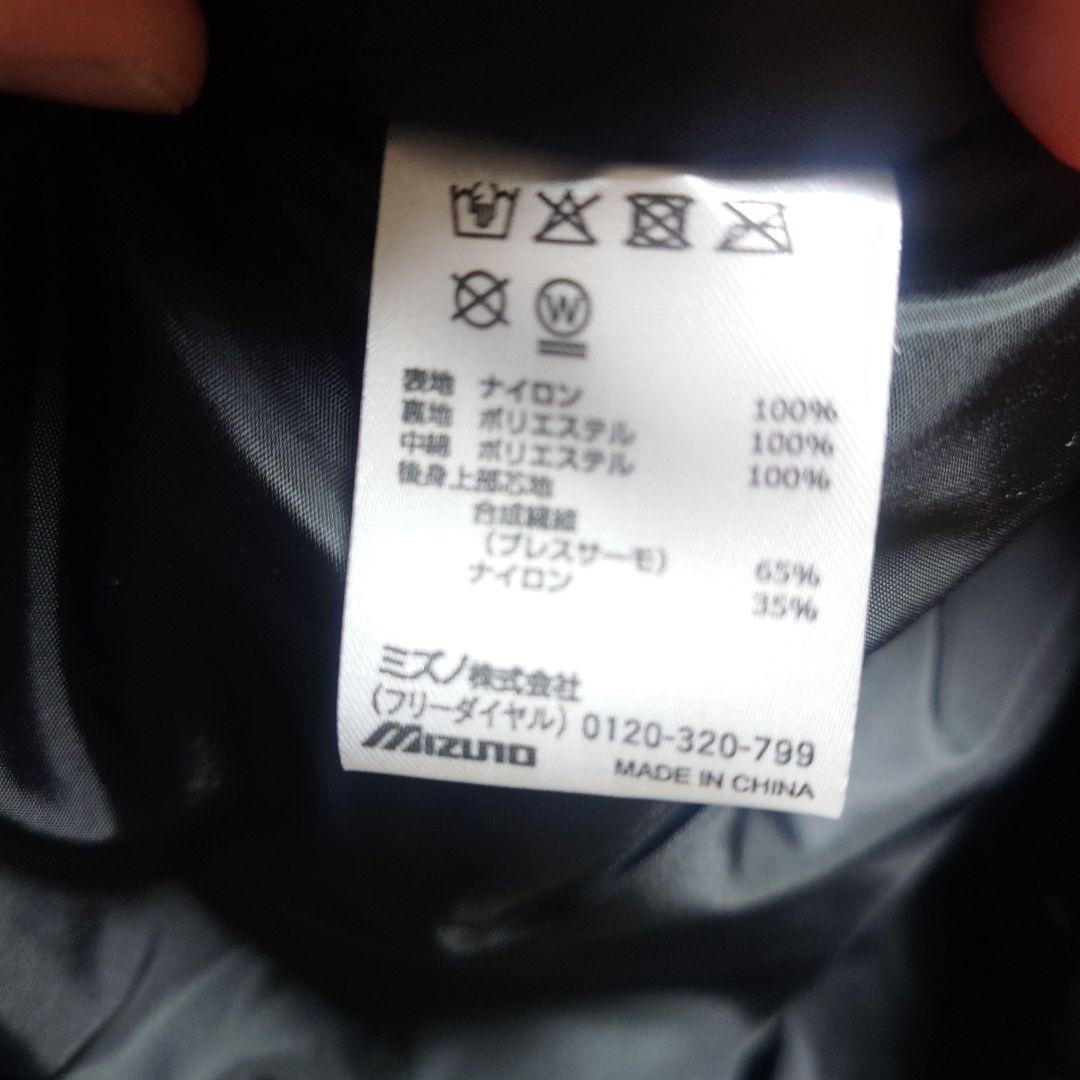 W
表地 ナイロン 100%
裏地 ポリエステル 100%
中綿 ポリエステル 100%
後身上部芯地
合成繊維
(ブレスサーモ) 65%
ナイロン 35%
ミズノ株式会社
(フリーダイヤル) 0120-320-799
MIZUNO
MADE IN CHINA